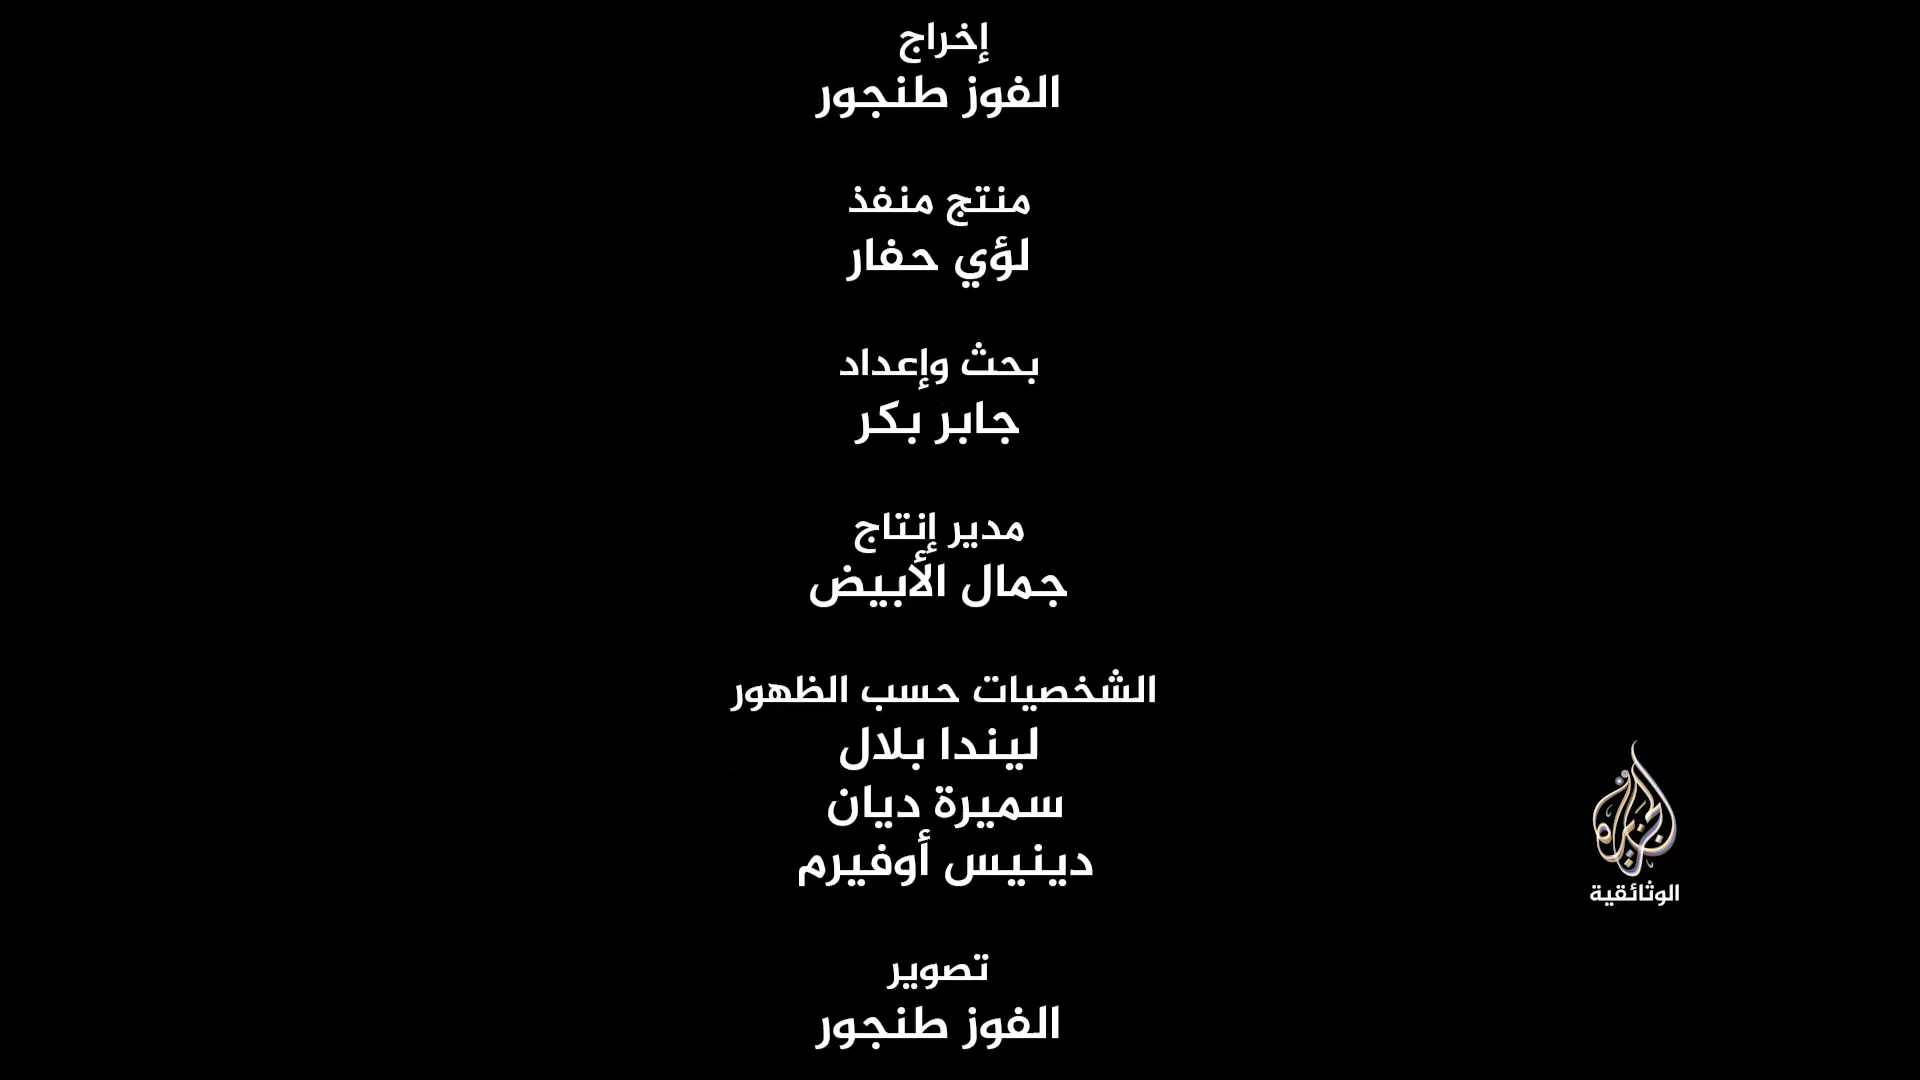 إخراج
الفوز طنجور
منتج منفذ
لؤي حفار
بحث وإعداد
جابر بكر
مدير إنتاج
جمال الأبيض
الشخصيات حسب الظهور
ليندا بلال
سميرة ديان
دينيس أوفيرم
تصوير
الفوز طنجور
الجزيرة
الوثائقية